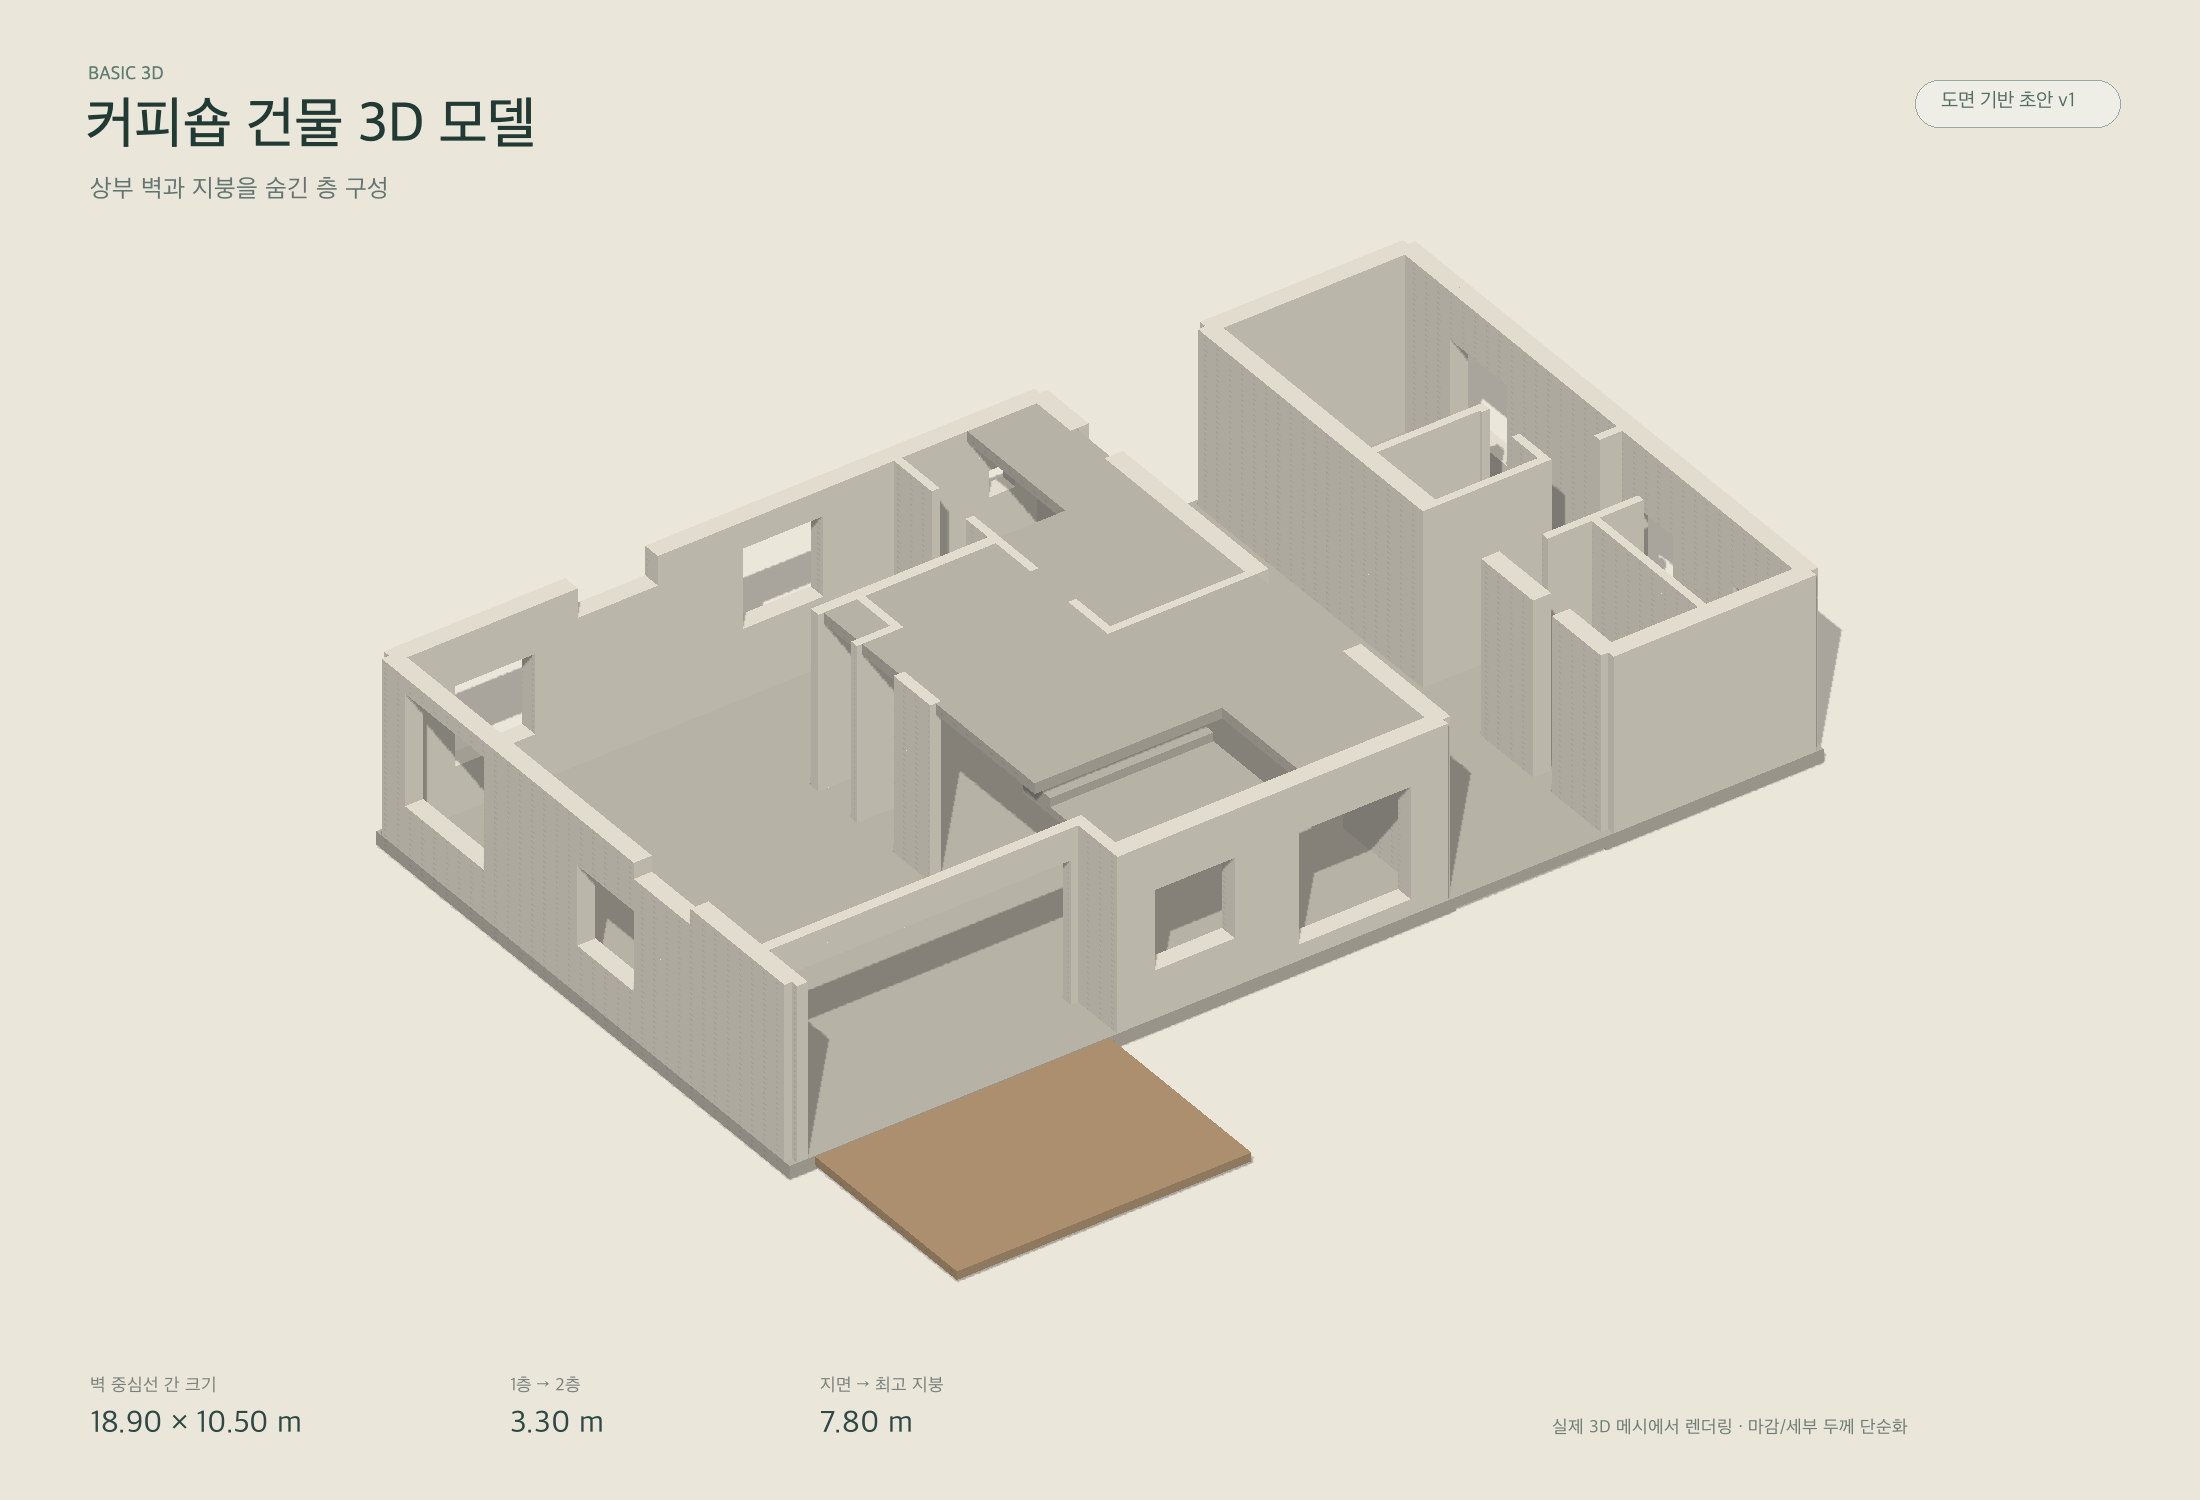 BASIC 3D
커피숍 건물 3D 모델
상부 벽과 지붕을 숨긴 층 구성
도면 기반 초안 v1
벽 중심선 간 크기
18.90 × 10.50 m
1층 → 2층
3.30 m
지면 → 최고 지붕
7.80 m
실제 3D 메시에서 렌더링 · 마감/세부 두께 단순화